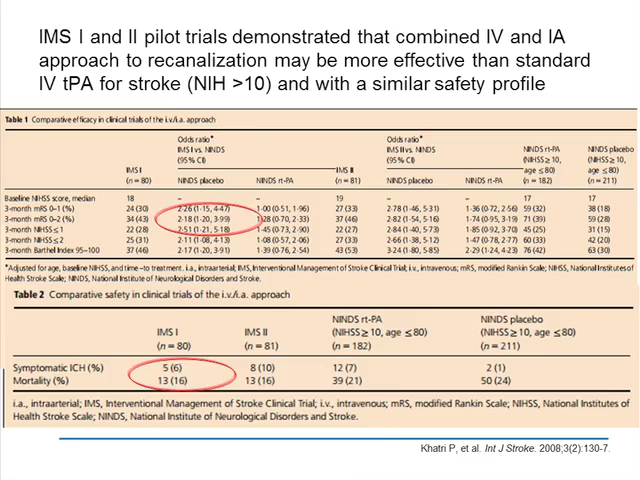 IMS I and II pilot trials demonstrated that combined IV and IA
approach to recanalization may be more effective than standard
IV tPA for stroke (NIH >10) and with a similar safety profile
Table 1 Comparative efficacy in clinical trials of the i.v./i.a. approach
IMS I (n = 80) Odds ratio* IMS I vs. NINDS (95% CI) IMS II (n = 81) Odds ratio* IMS II vs. NINDS (95% CI) NINDS rt-PA (NIHSS ≥ 10, age ≤80) (n = 182) NINDS placebo (NIHSS ≥ 10, age ≤80) (n = 211)
NINDS placebo NINDS rt-PA NINDS placebo NINDS rt-PA
Baseline NIHSS score, median 18 – – 19 – – 17 17
3-month mRS 0–1 (%) 24 (30) 2·26 (1·15, 4·47) 1·00 (0·51, 1·96) 27 (33) 2·78 (1·46, 5·31) 1·36 (0·72, 2·56) 59 (32) 38 (18)
3-month mRS 0–2 (%) 34 (43) 2·18 (1·20, 3·99) 1·28 (0·70, 2·33) 37 (46) 2·82 (1·54, 5·16) 1·74 (0·95, 3·19) 71 (39) 59 (28)
3-month NIHSS ≤1 22 (28) 2·51 (1·21, 5·18) 1·45 (0·73, 2·90) 22 (27) 2·84 (1·40, 5·73) 1·85 (0·92, 3·70) 45 (25) 31 (15)
3-month NIHSS ≤2 25 (31) 2·11 (1·08, 4·13) 1·08 (0·57, 2·06) 27 (33) 2·66 (1·38, 5·12) 1·47 (0·78, 2·77) 60 (33) 42 (20)
3-month Barthel Index 95–100 37 (46) 2·17 (1·20, 3·91) 1·39 (0·76, 2·54) 43 (53) 3·24 (1·80, 5·85) 2·29 (1·24, 4·23) 76 (42) 63 (30)
*Adjusted for age, baseline NIHSS, and time-to treatment. i.a., intraarterial; IMS, Interventional Management of Stroke Clinical Trial; i.v., intravenous; mRS, modified Rankin Scale; NIHSS, National Institutes of
Health Stroke Scale; NINDS, National Institute of Neurological Disorders and Stroke.
Table 2 Comparative safety in clinical trials of the i.v./i.a. approach
IMS I (n = 80) IMS II (n = 81) NINDS rt-PA (NIHSS ≥ 10, age ≤80) (n = 182) NINDS placebo (NIHSS ≥ 10, age ≤80) (n = 211)
Symptomatic ICH (%) 5 (6) 8 (10) 12 (7) 2 (1)
Mortality (%) 13 (16) 13 (16) 39 (21) 50 (24)
i.a., intraarterial; IMS, Interventional Management of Stroke Clinical Trial; i.v., intravenous; mRS, modified Rankin Scale; NIHSS, National Institutes of
Health Stroke Scale; NINDS, National Institute of Neurological Disorders and Stroke.
Khatri P, et al. Int J Stroke. 2008;3(2):130-7.